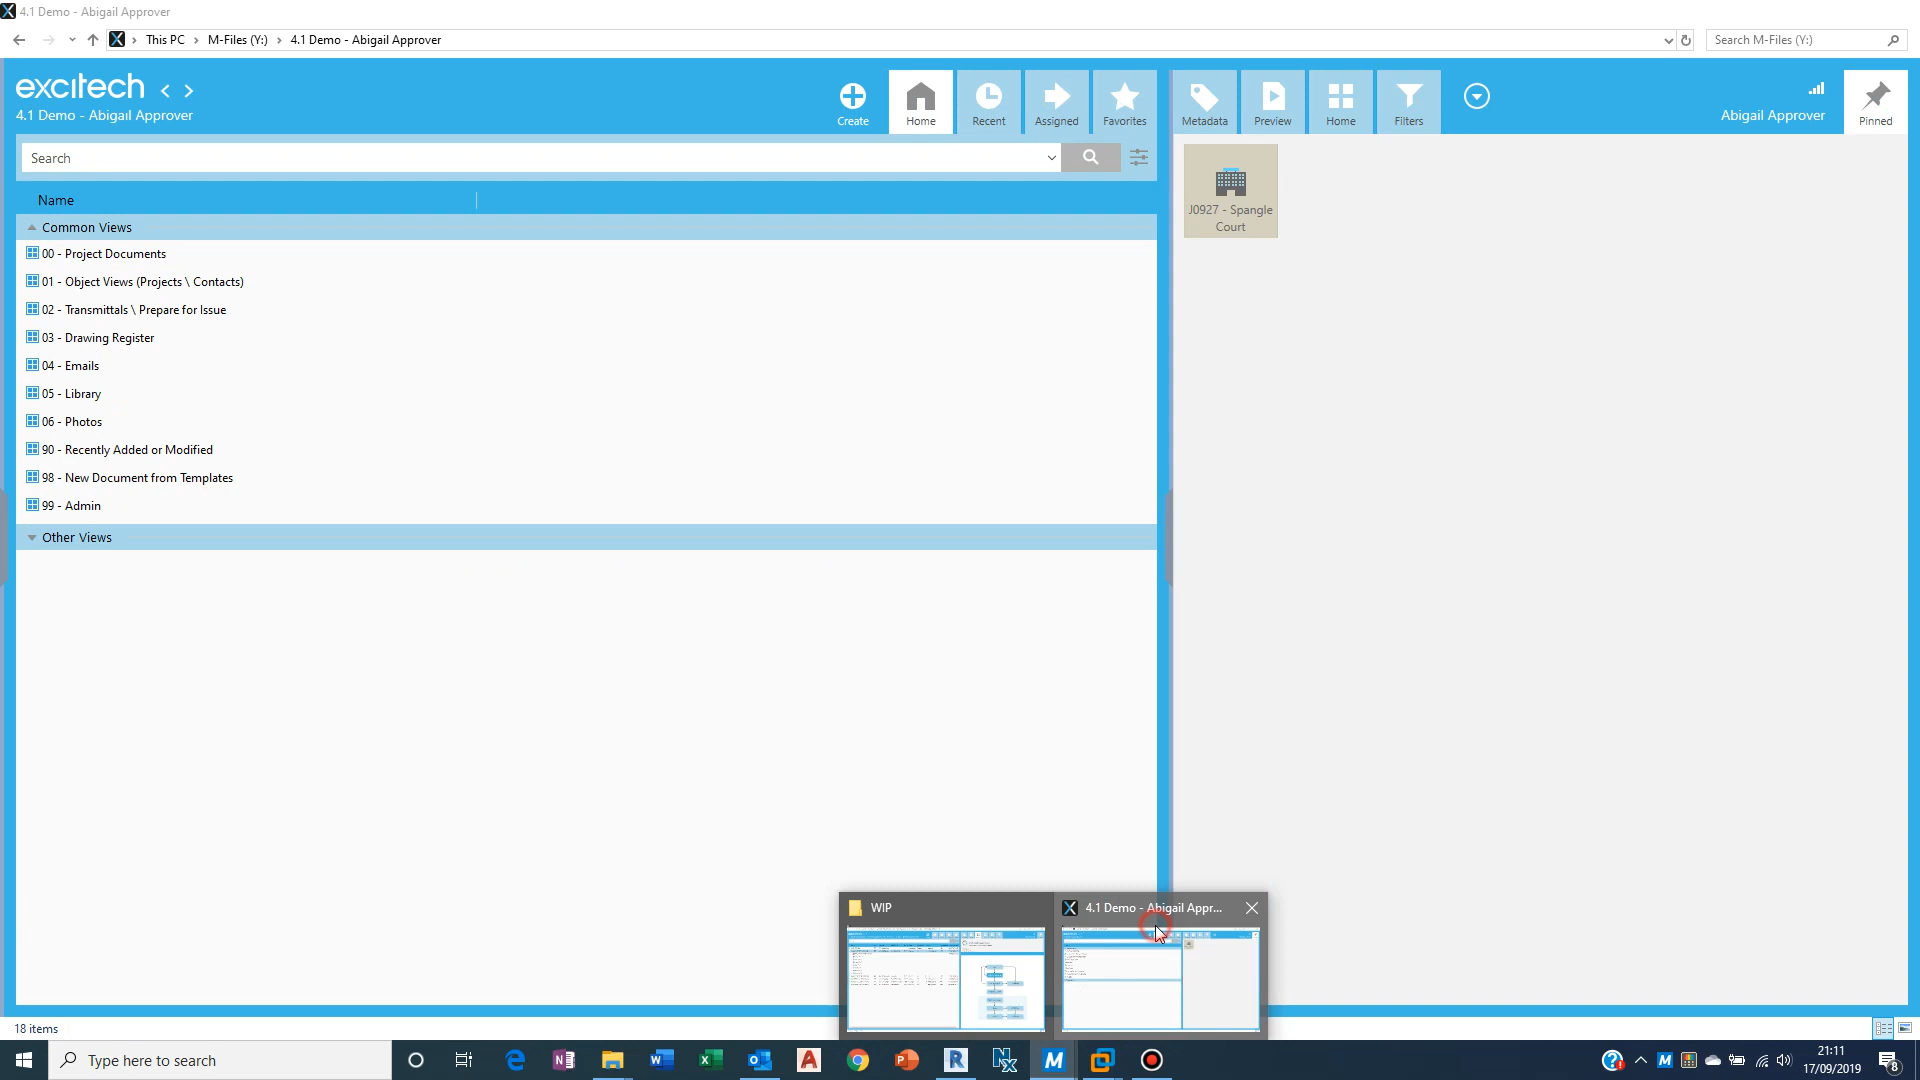 4.1 Demo - Abigail Approver
This PC > M-Files (Y:) > 4.1 Demo - Abigail Approver
Search M-Files (Y:)
excitech < >
4.1 Demo - Abigail Approver
Create
Home
Recent
Assigned
Favorites
Metadata
Preview
Home
Filters
Abigail Approver
Pinned
Search
Name
Common Views
00 - Project Documents
01 - Object Views (Projects \ Contacts)
02 - Transmittals \ Prepare for Issue
03 - Drawing Register
04 - Emails
05 - Library
06 - Photos
90 - Recently Added or Modified
98 - New Document from Templates
99 - Admin
Other Views
J0927 - Spangle
Court
WIP
4.1 Demo - Abigail Appr...
18 items
Type here to search
21:11
17/09/2019
8